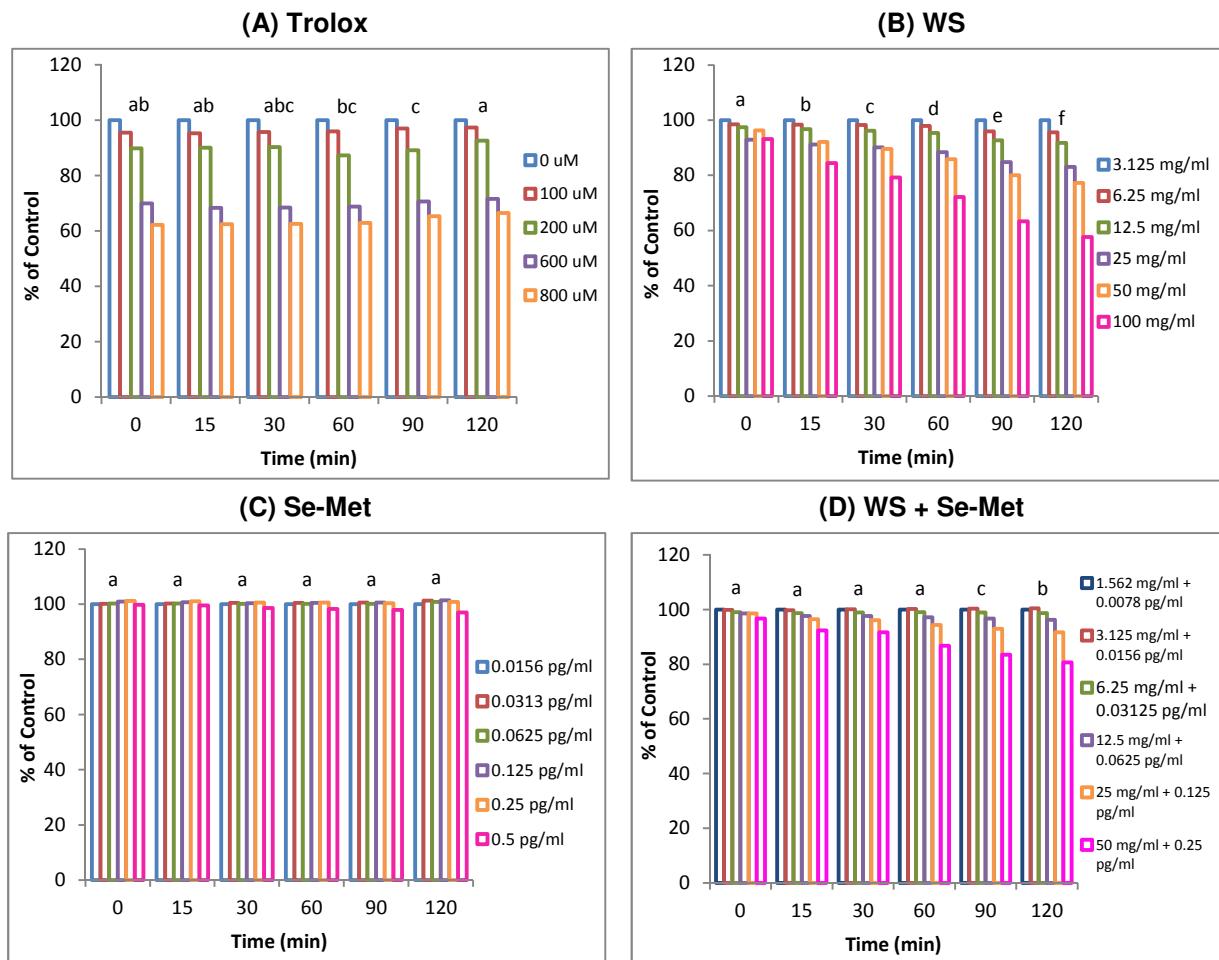 (A) Trolox
% of Control
120
100
80
60
40
20
0
ab ab abc bc c a
0 15 30 60 90 120
Time (min)
0 uM
100 uM
200 uM
600 uM
800 uM
(B) WS
% of Control
120
100
80
60
40
20
0
a b c d e f
0 15 30 60 90 120
Time (min)
3.125 mg/ml
6.25 mg/ml
12.5 mg/ml
25 mg/ml
50 mg/ml
100 mg/ml
(C) Se-Met
% of Control
120
100
80
60
40
20
0
a a a a a a
0 15 30 60 90 120
Time (min)
0.0156 pg/ml
0.0313 pg/ml
0.0625 pg/ml
0.125 pg/ml
0.25 pg/ml
0.5 pg/ml
(D) WS + Se-Met
% of Control
120
100
80
60
40
20
0
a a a a c b
0 15 30 60 90 120
Time (min)
1.562 mg/ml +
0.0078 pg/ml
3.125 mg/ml +
0.0156 pg/ml
6.25 mg/ml +
0.03125 pg/ml
12.5 mg/ml +
0.0625 pg/ml
25 mg/ml + 0.125
pg/ml
50 mg/ml + 0.25
pg/ml